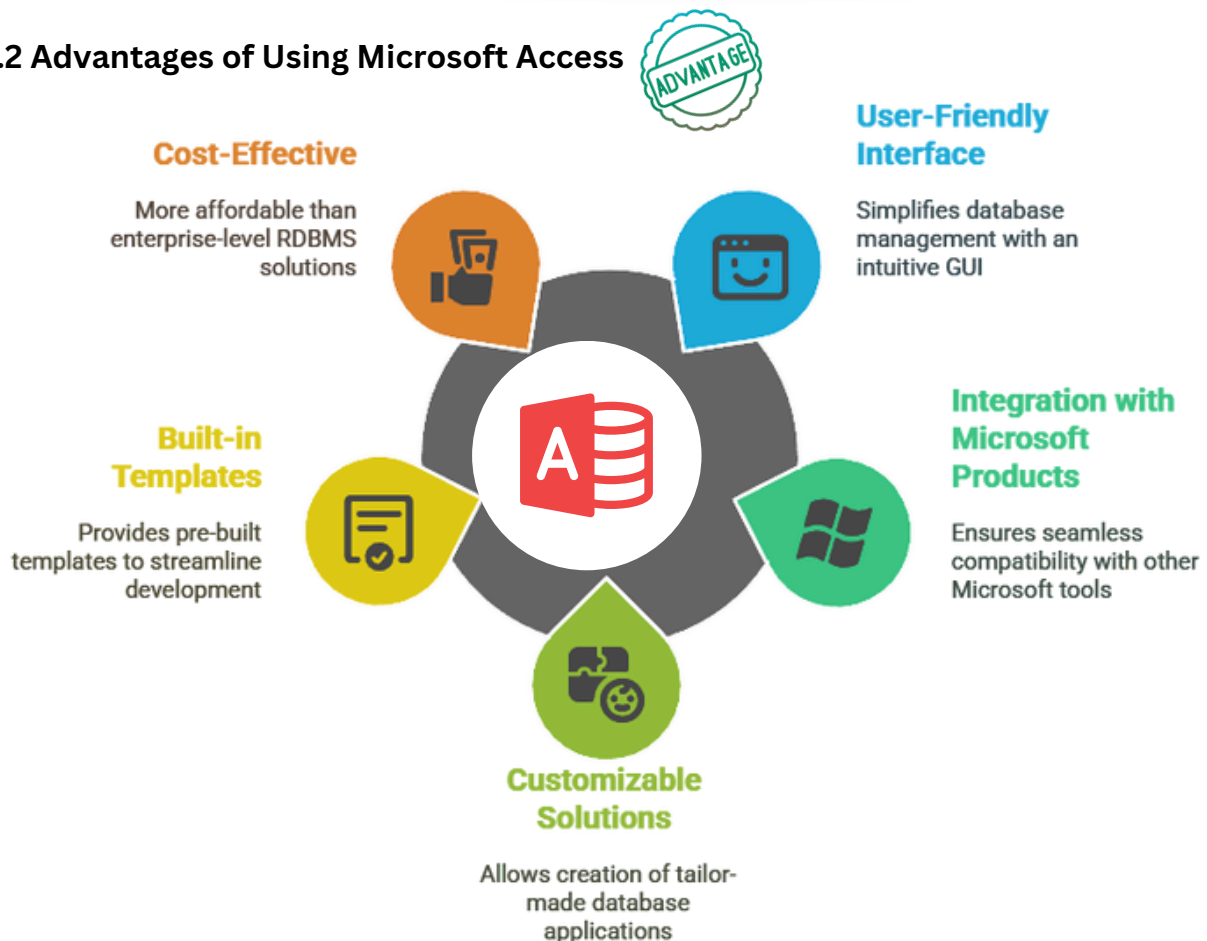 .2 Advantages of Using Microsoft Access
ADVANTAGE
Cost-Effective
More affordable than
enterprise-level RDBMS
solutions
User-Friendly
Interface
Simplifies database
management with an
intuitive GUI
Built-in
Templates
Provides pre-built
templates to streamline
development
A
Integration with
Microsoft
Products
Ensures seamless
compatibility with other
Microsoft tools
Customizable
Solutions
Allows creation of tailor-
made database
applications